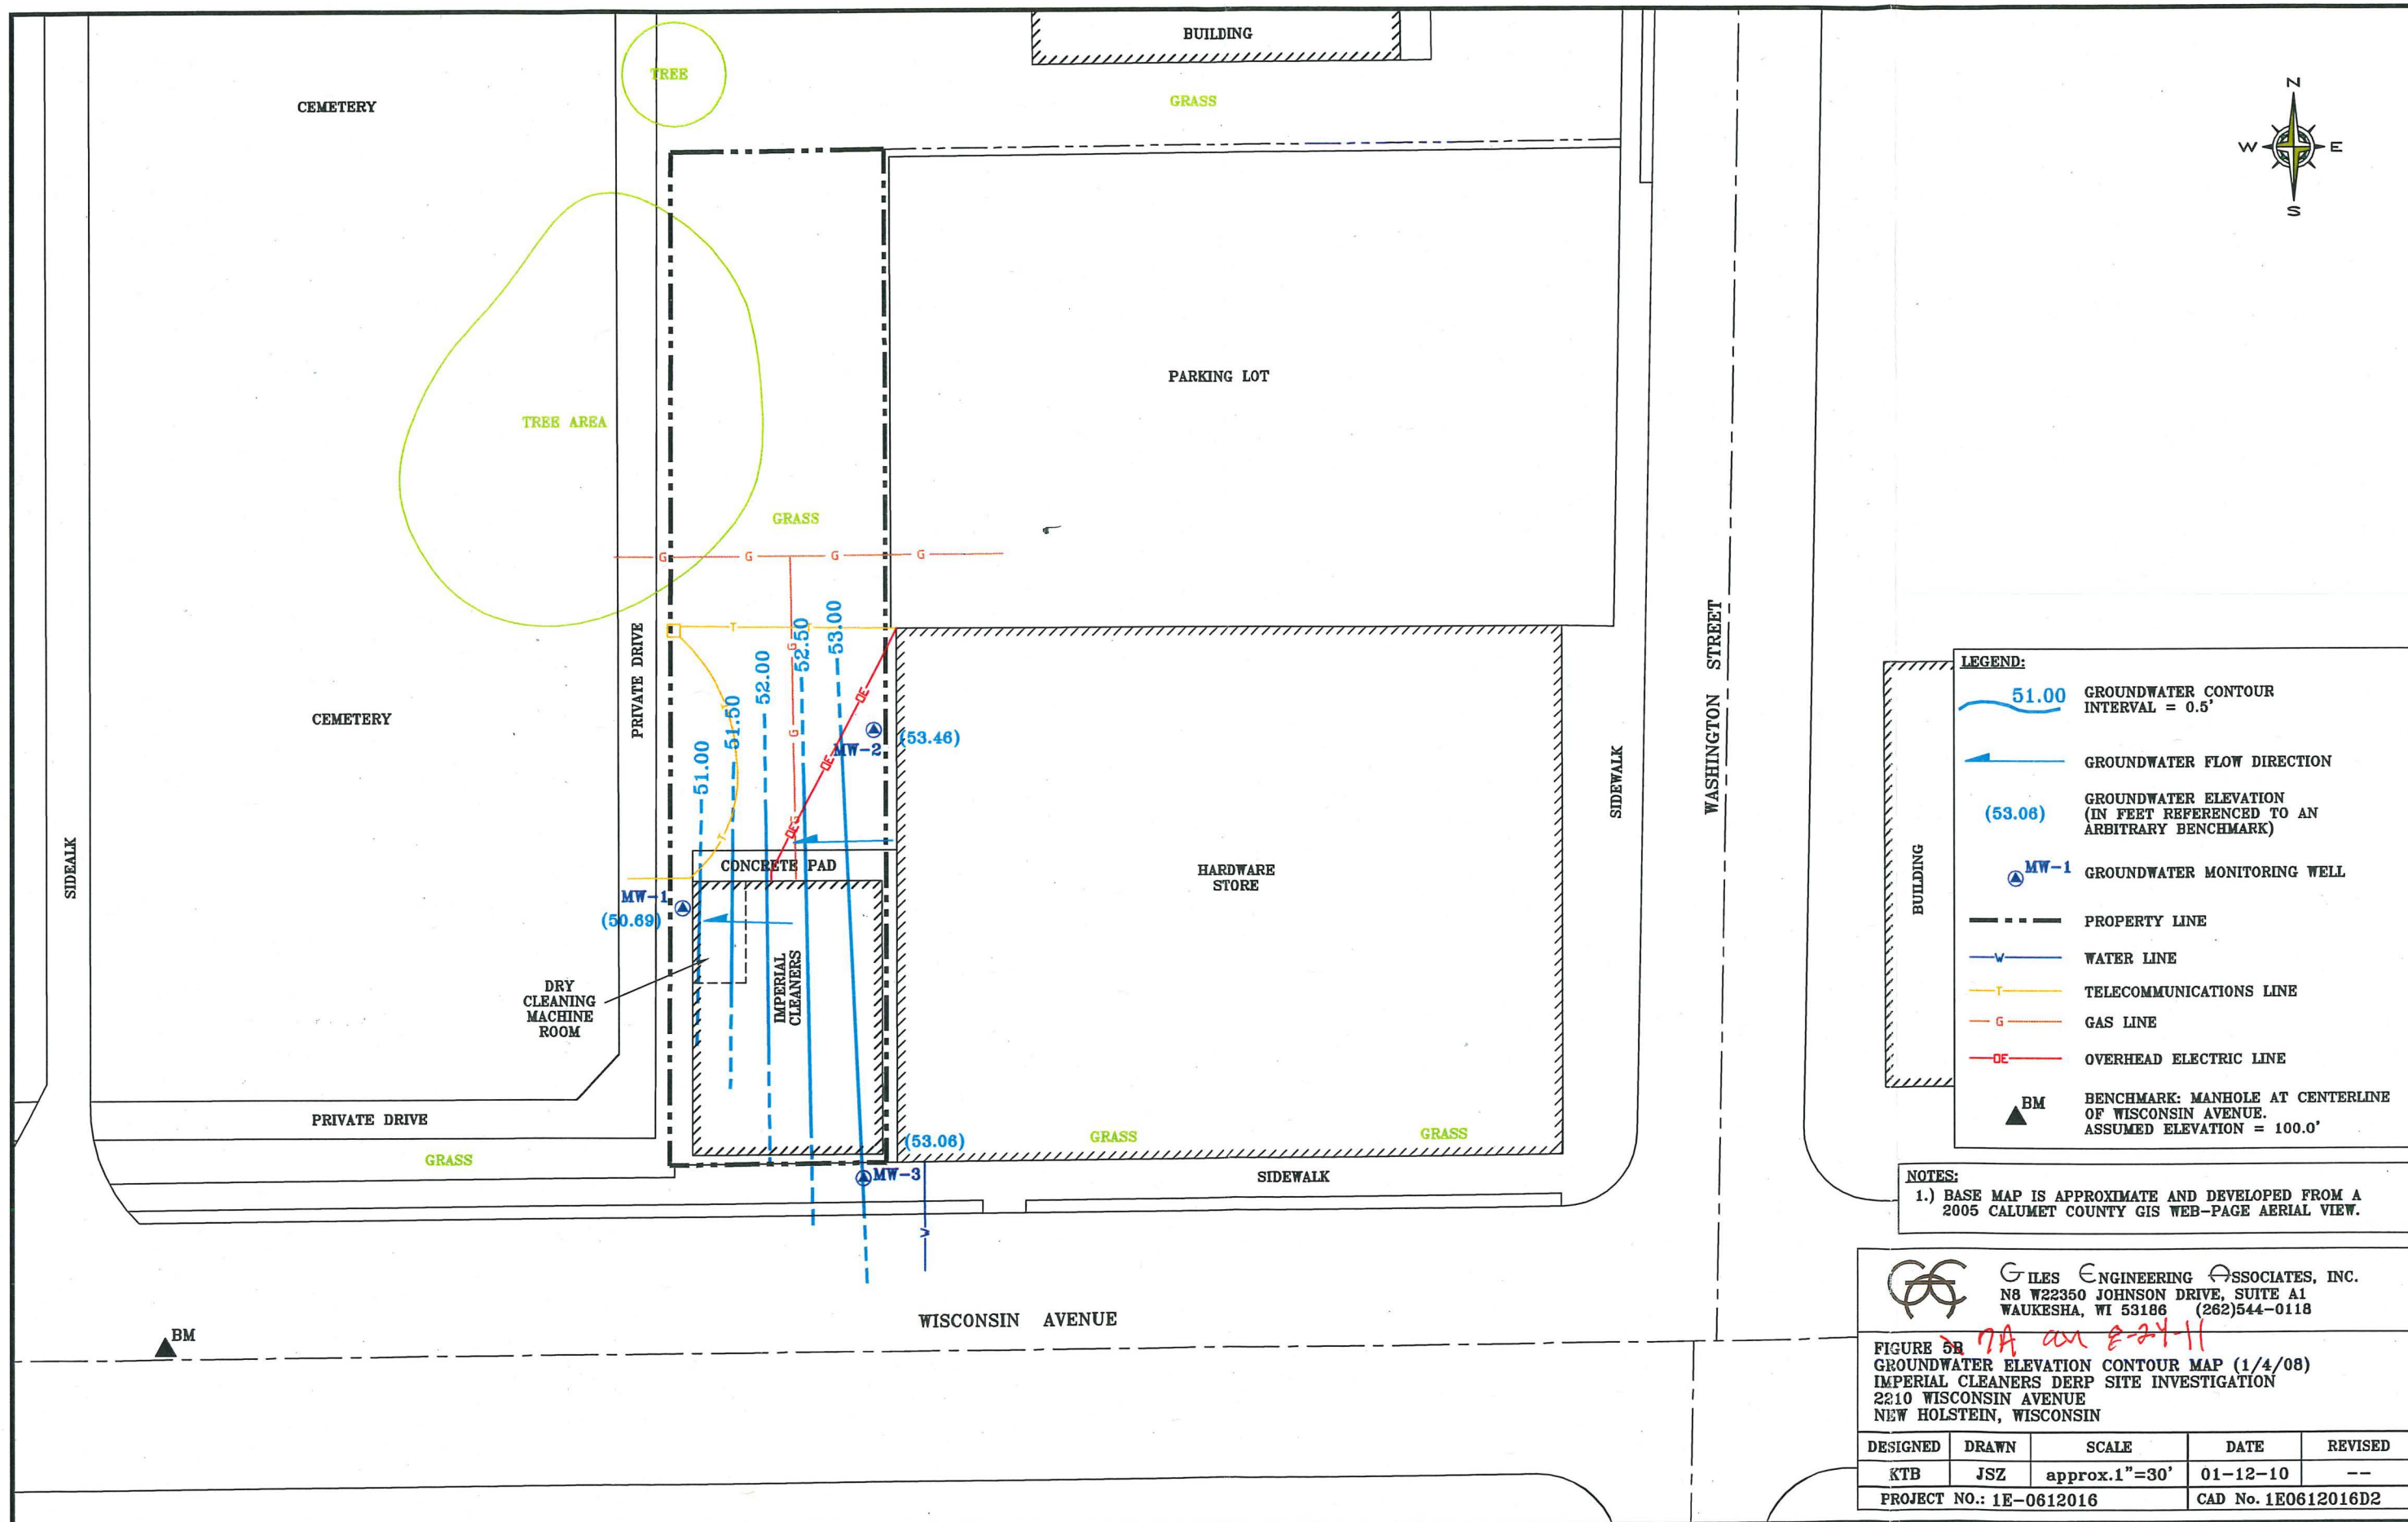 BUILDING
TREE
CEMETERY
GRASS
N
W
E
S
PARKING LOT
TREE AREA
GRASS
G
G
G
G
T
T
G
53.00
52.50
52.00
51.50
51.00
PRIVATE DRIVE
WASHINGTON STREET
OE
T
G
MW-2
(53.46)
OE
CEMETERY
SIDEWALK
G
OE
T
CONCRETE PAD
SIDEALK
HARDWARE
STORE
MW-1
(50.69)
IMPERIAL
CLEANERS
DRY
CLEANING
MACHINE
ROOM
PRIVATE DRIVE
GRASS
(53.06)
GRASS
GRASS
MW-3
SIDEWALK
W
WISCONSIN AVENUE
BM
BUILDING
LEGEND:
51.00
GROUNDWATER CONTOUR
INTERVAL = 0.5'
GROUNDWATER FLOW DIRECTION
(53.06)
GROUNDWATER ELEVATION
(IN FEET REFERENCED TO AN
ARBITRARY BENCHMARK)
MW-1 GROUNDWATER MONITORING WELL
PROPERTY LINE
W WATER LINE
T TELECOMMUNICATIONS LINE
G GAS LINE
OE OVERHEAD ELECTRIC LINE
BM
BENCHMARK: MANHOLE AT CENTERLINE
OF WISCONSIN AVENUE.
ASSUMED ELEVATION = 100.0'
NOTES:
1.) BASE MAP IS APPROXIMATE AND DEVELOPED FROM A
2005 CALUMET COUNTY GIS WEB-PAGE AERIAL VIEW.
GILES ENGINEERING ASSOCIATES, INC.
N8 W22350 JOHNSON DRIVE, SUITE A1
WAUKESHA, WI 53186 (262)544-0118
FIGURE 5B 7A 8-24-11
GROUNDWATER ELEVATION CONTOUR MAP (1/4/08)
IMPERIAL CLEANERS DERP SITE INVESTIGATION
2210 WISCONSIN AVENUE
NEW HOLSTEIN, WISCONSIN
DESIGNED DRAWN SCALE DATE REVISED
KTB JSZ approx.1"=30' 01-12-10 --
PROJECT NO.: 1E-0612016 CAD No. 1E0612016D2